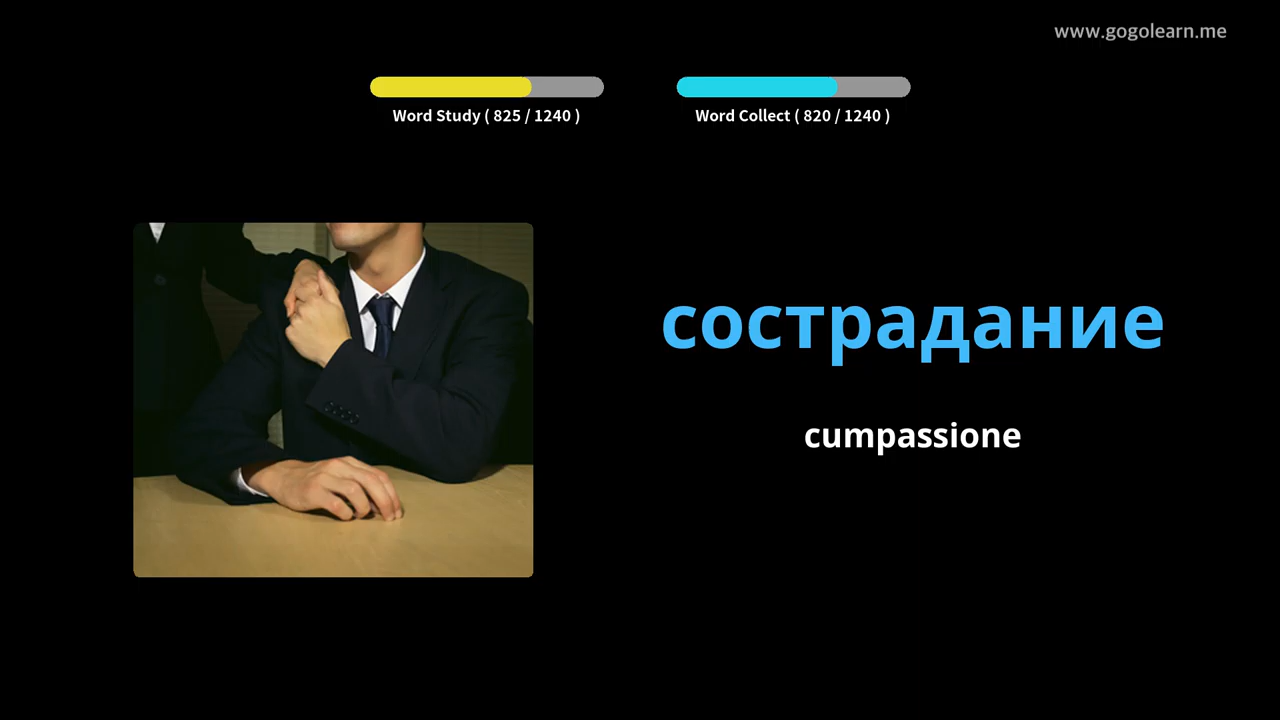 www.gogolearn.me
Word Study ( 825 / 1240 )
Word Collect ( 820 / 1240 )
сострадание
cumpassione